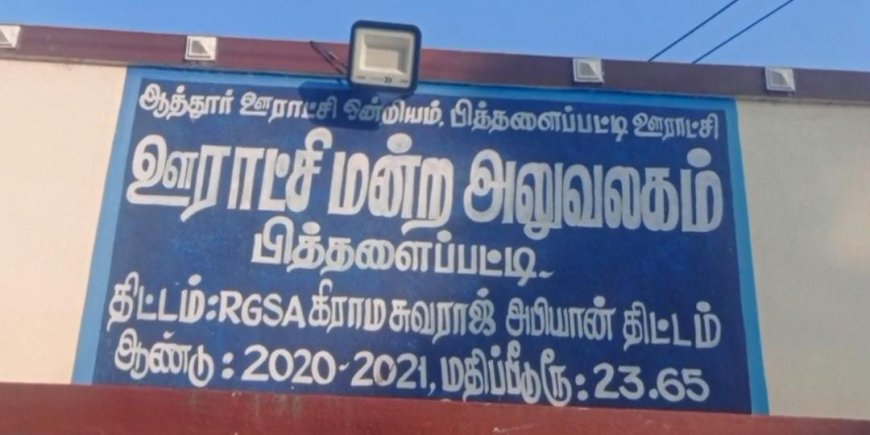 ஆத்தூர் ஊராட்சி ஒன்றியம், பித்தளைப்பட்டி ஊராட்சி
ஊராட்சி மன்ற அலுவலகம்
பித்தளைப்பட்டி
திட்டம்: RGSA கிராம சுவராஜ் அபியான் திட்டம்
ஆண்டு : 2020-2021, மதிப்பீடுரூ: 23.65